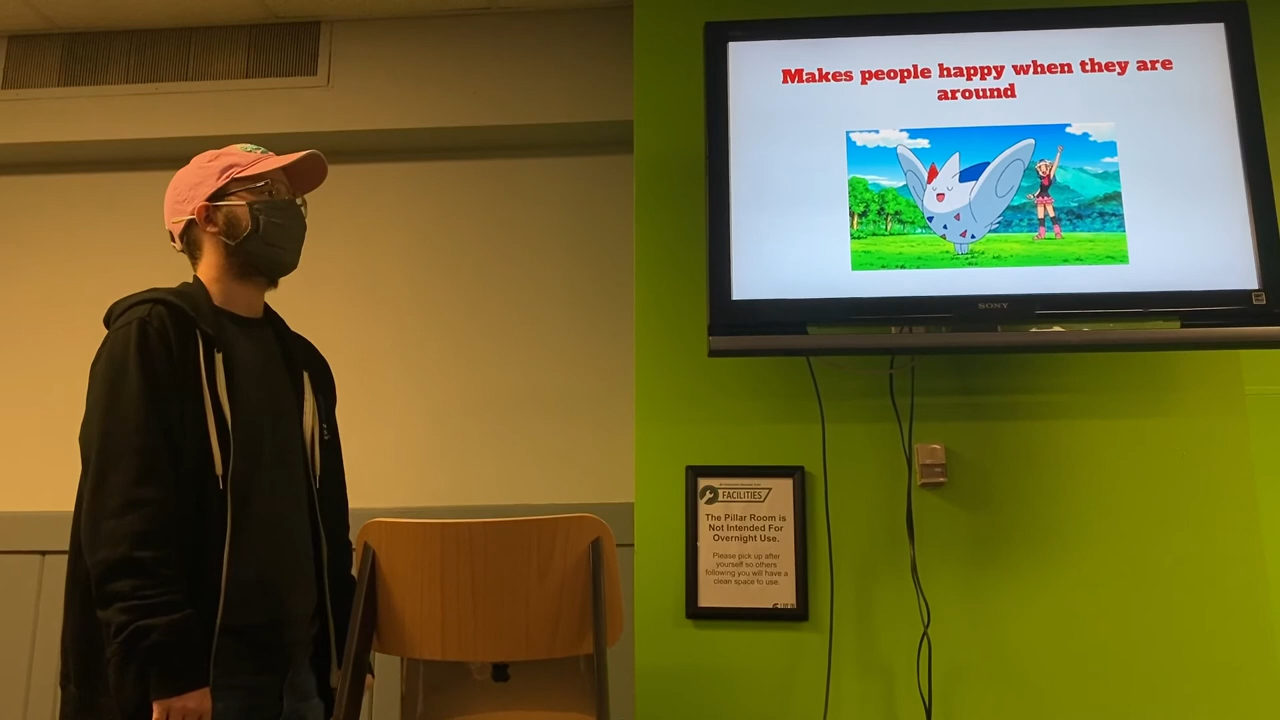 Makes people happy when they are
around
SONY
FACILITIES
The Pillar Room is
Not Intended For
Overnight Use.
Please pick up after
yourself so others
following you will have a
clean space to use.